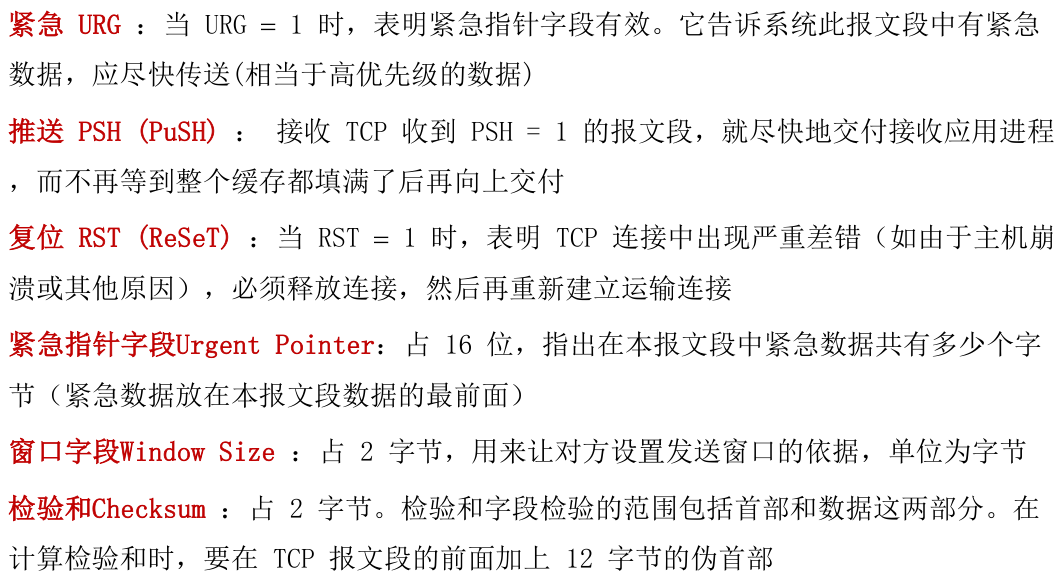 紧急 URG ：当 URG = 1 时，表明紧急指针字段有效。它告诉系统此报文段中有紧急
数据，应尽快传送(相当于高优先级的数据)
推送 PSH (PuSH) ： 接收 TCP 收到 PSH = 1 的报文段，就尽快地交付接收应用进程
，而不再等到整个缓存都填满了后再向上交付
复位 RST (ReSeT) ：当 RST = 1 时，表明 TCP 连接中出现严重差错（如由于主机崩
溃或其他原因），必须释放连接，然后再重新建立运输连接
紧急指针字段Urgent Pointer：占 16 位，指出在本报文段中紧急数据共有多少个字
节（紧急数据放在本报文段数据的最前面）
窗口字段Window Size ：占 2 字节，用来让对方设置发送窗口的依据，单位为字节
检验和Checksum ：占 2 字节。检验和字段检验的范围包括首部和数据这两部分。在
计算检验和时，要在 TCP 报文段的前面加上 12 字节的伪首部